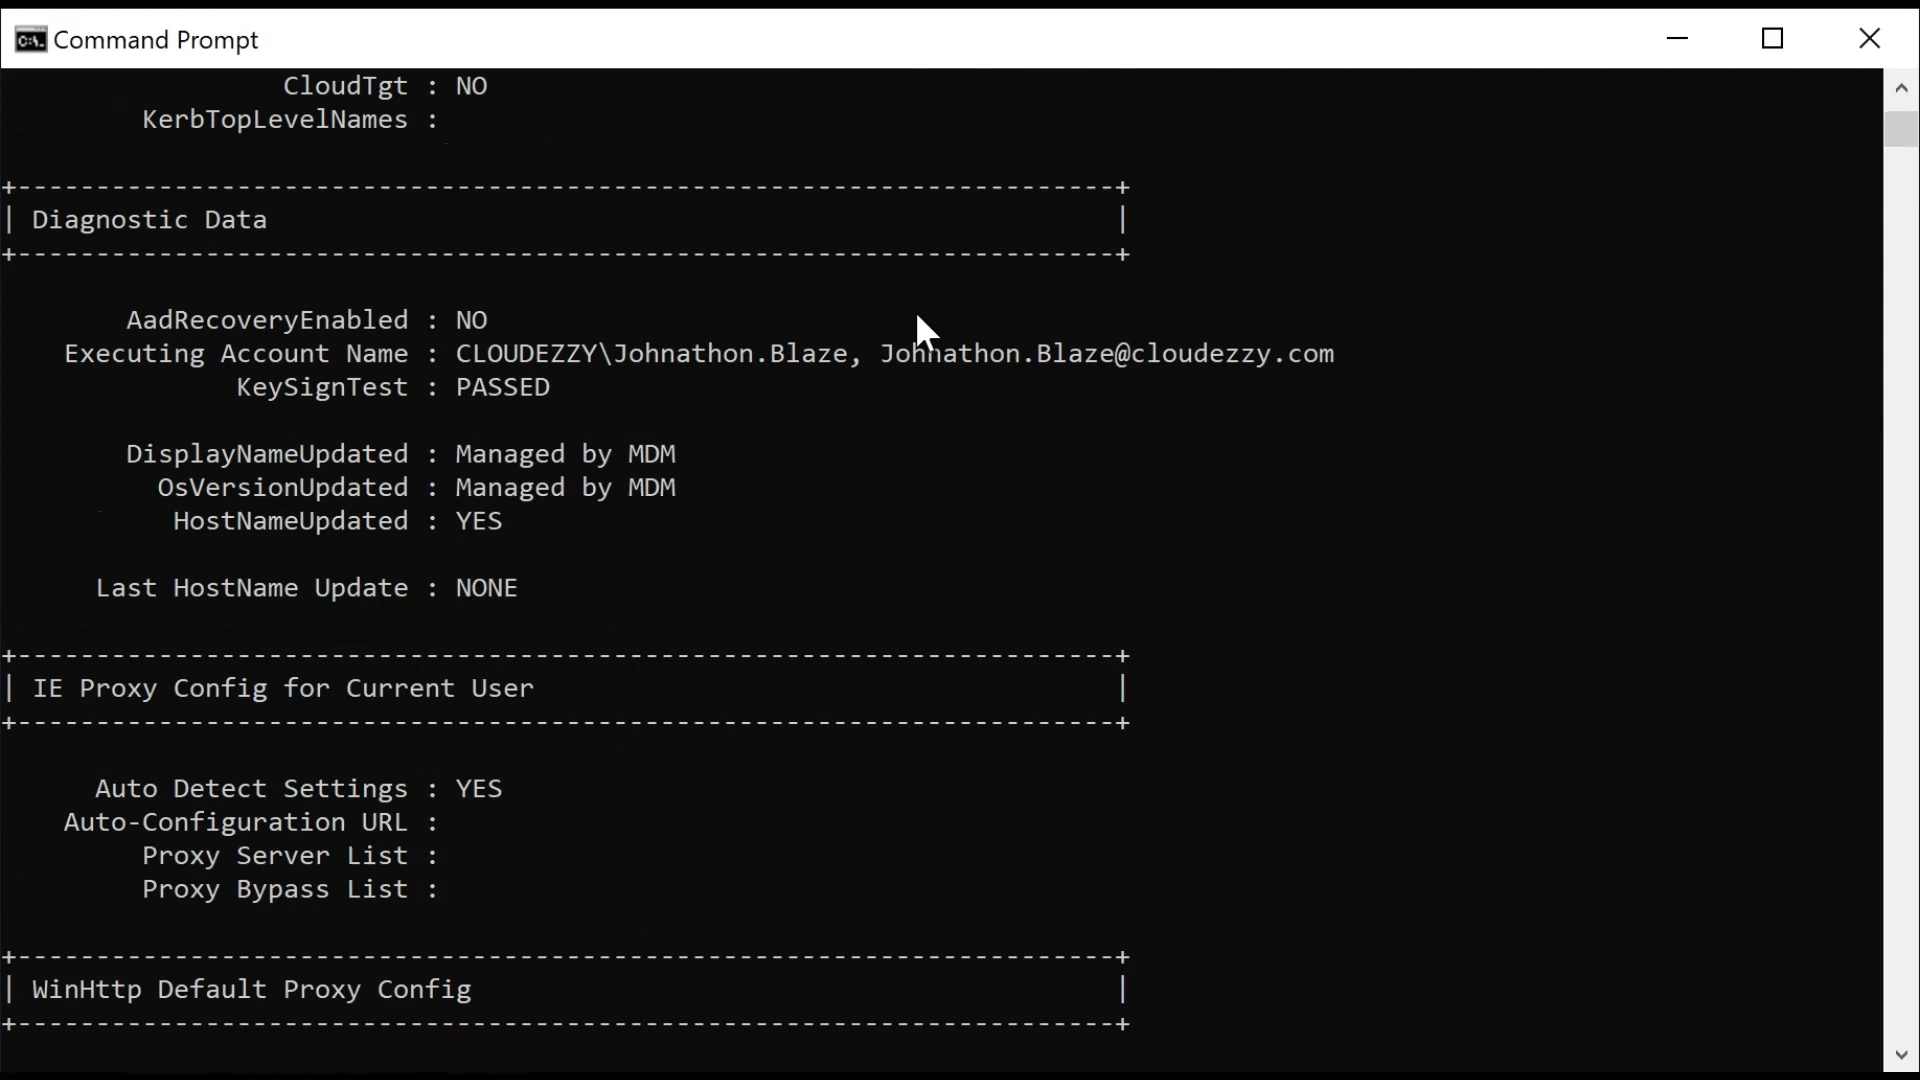 Command Prompt
CloudTgt : NO
KerbTopLevelNames :
+----------------------------------------------------------------------+
| Diagnostic Data                                                      |
+----------------------------------------------------------------------+
AadRecoveryEnabled : NO
Executing Account Name : CLOUDEZZY\Johnathon.Blaze, Johnathon.Blaze@cloudezzy.com
KeySignTest : PASSED
DisplayNameUpdated : Managed by MDM
OsVersionUpdated : Managed by MDM
HostNameUpdated : YES
Last HostName Update : NONE
+----------------------------------------------------------------------+
| IE Proxy Config for Current User                                     |
+----------------------------------------------------------------------+
Auto Detect Settings : YES
Auto-Configuration URL :
Proxy Server List :
Proxy Bypass List :
+----------------------------------------------------------------------+
| WinHttp Default Proxy Config                                         |
+----------------------------------------------------------------------+